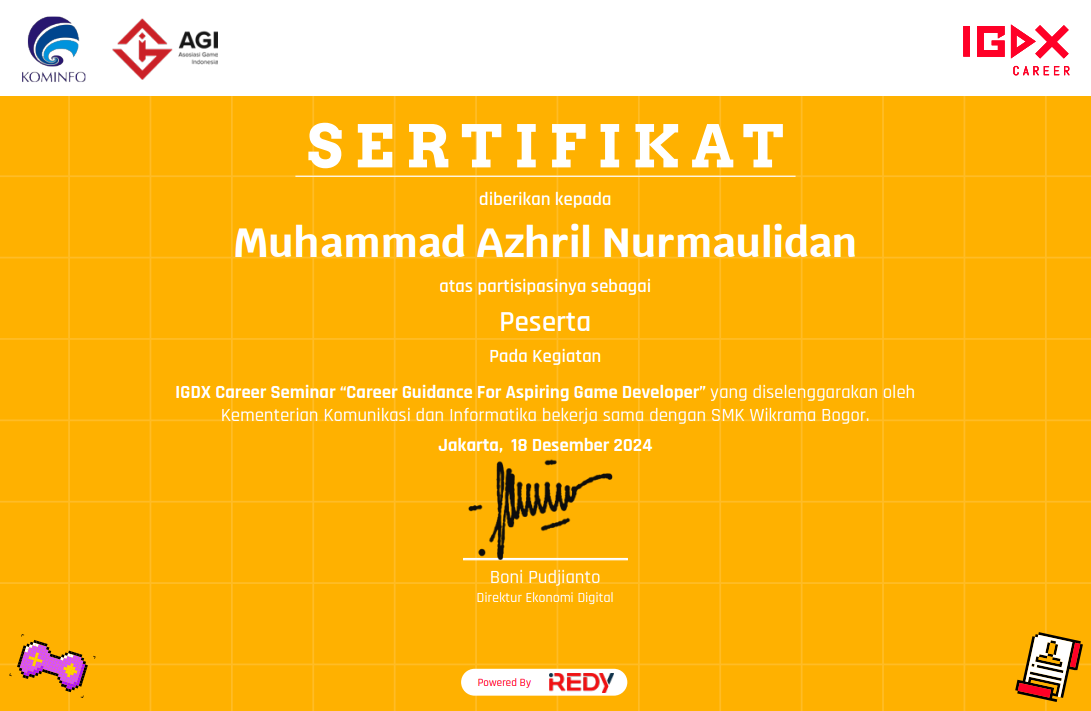 KOMINFO
AGI
Asosiasi Game
Indonesia
IGDX
CAREER
SERTIFIKAT
diberikan kepada
Muhammad Azhril Nurmaulidan
atas partisipasinya sebagai
Peserta
Pada Kegiatan
IGDX Career Seminar “Career Guidance For Aspiring Game Developer” yang diselenggarakan oleh
Kementerian Komunikasi dan Informatika bekerja sama dengan SMK Wikrama Bogor.
Jakarta, 18 Desember 2024
Boni Pudjianto
Direktur Ekonomi Digital
Powered By REDY